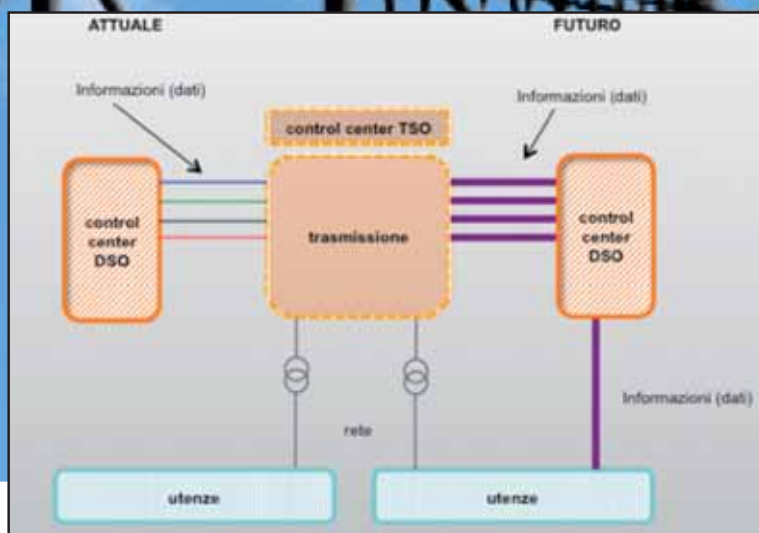 ATTUALE
FUTURO
Informazioni (dati)
Informazioni (dati)
control center TSO
control
center
DSO
trasmissione
control
center
DSO
Informazioni (dati)
rete
utenze
utenze